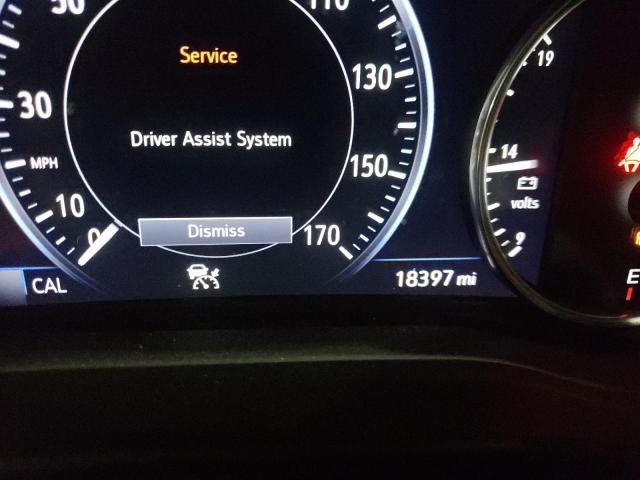 50
110
Service
19
130
30
Driver Assist System
14
MPH
150
volts
10
Dismiss
170
0
9
CAL
18397 mi
E